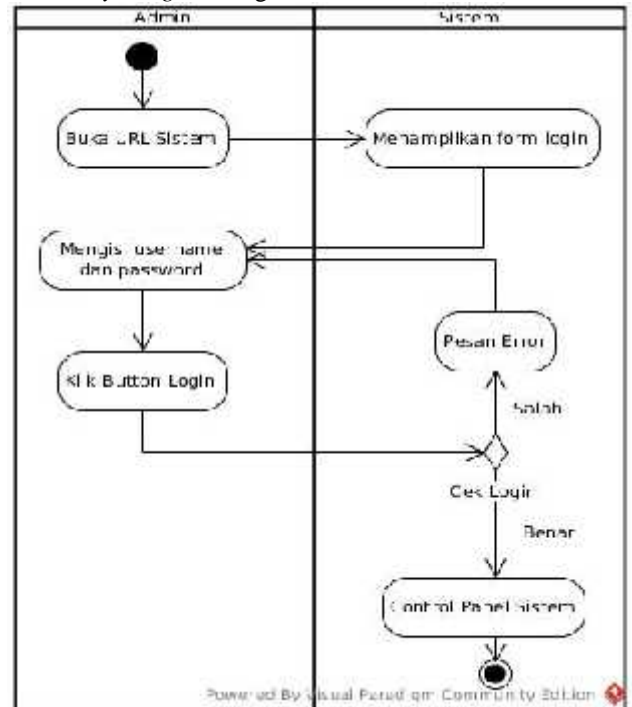 Admin
Sistem
Buka URL Sistem
Menampilkan form login
Mengisi username
dan password
Pesan Error
Klik Button Login
Salah
Cek Login
Benar
Control Panel Sistem
Powered By Visual Paradigm Community Edition